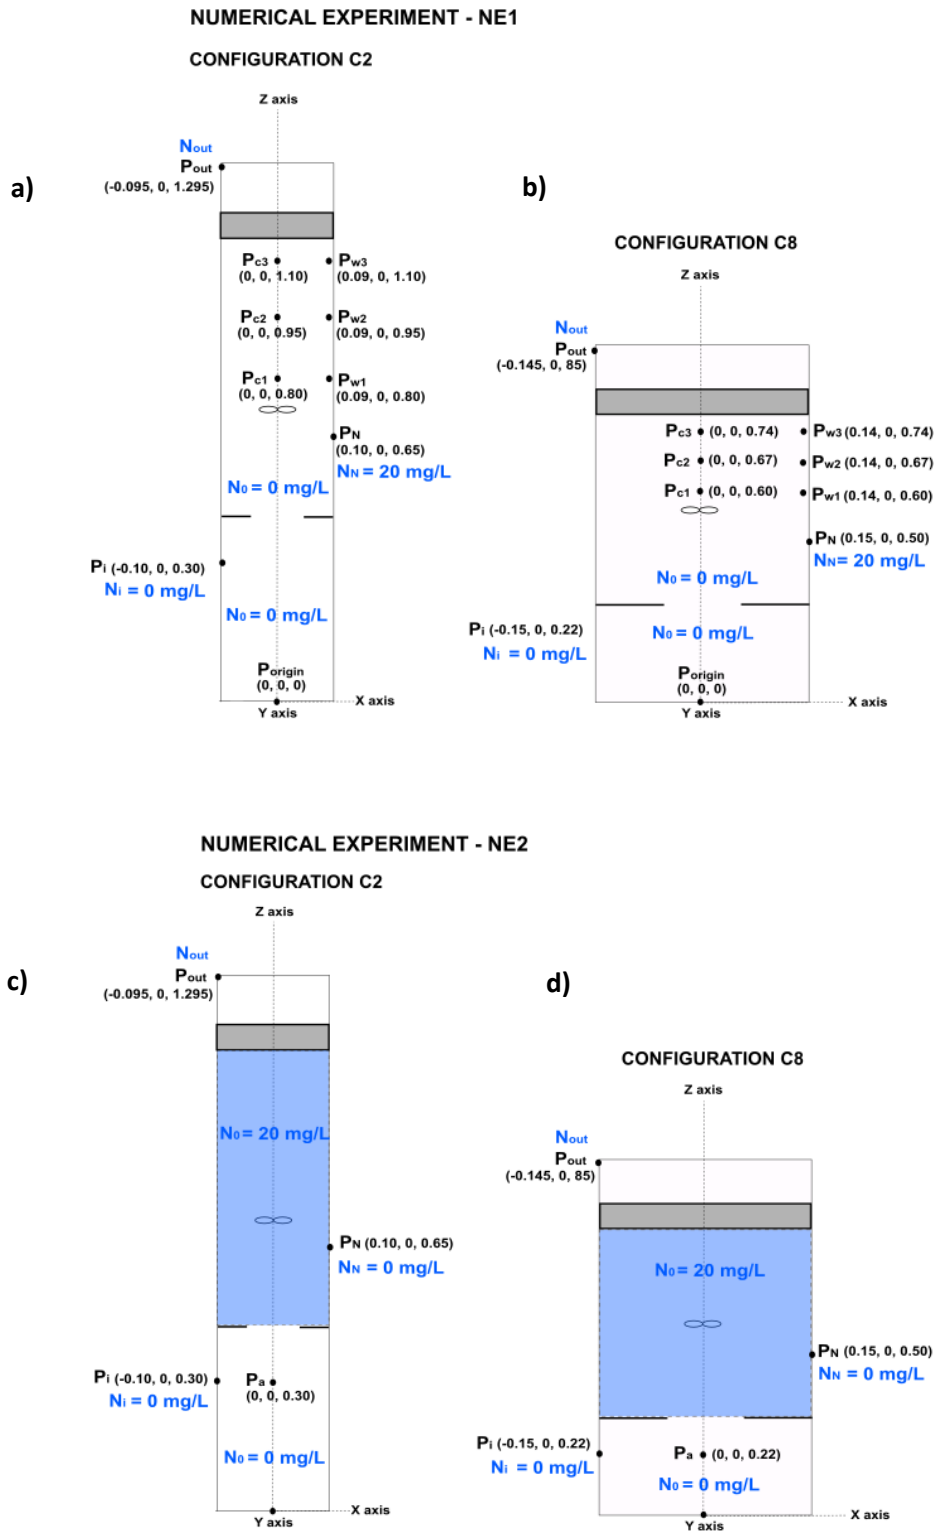 NUMERICAL EXPERIMENT - NE1
CONFIGURATION C2
Z axis
Nout
Pout
(-0.095, 0, 1.295)
a)
Pc3
(0, 0, 1.10)
Pw3
(0.09, 0, 1.10)
Pc2
(0, 0, 0.95)
Pw2
(0.09, 0, 0.95)
Pc1
(0, 0, 0.80)
Pw1
(0.09, 0, 0.80)
PN
(0.10, 0, 0.65)
NN = 20 mg/L
N0 = 0 mg/L
Pi (-0.10, 0, 0.30)
Ni = 0 mg/L
N0 = 0 mg/L
Porigin
(0, 0, 0)
X axis
Y axis
b)
CONFIGURATION C8
Z axis
Nout
Pout
(-0.145, 0, 85)
Pc3 (0, 0, 0.74)
Pw3 (0.14, 0, 0.74)
Pc2 (0, 0, 0.67)
Pw2 (0.14, 0, 0.67)
Pc1 (0, 0, 0.60)
Pw1 (0.14, 0, 0.60)
PN (0.15, 0, 0.50)
NN = 20 mg/L
N0 = 0 mg/L
Pi (-0.15, 0, 0.22)
Ni = 0 mg/L
N0 = 0 mg/L
Porigin
(0, 0, 0)
X axis
Y axis
NUMERICAL EXPERIMENT - NE2
CONFIGURATION C2
Z axis
Nout
Pout
(-0.095, 0, 1.295)
c)
N0 = 20 mg/L
PN (0.10, 0, 0.65)
NN = 0 mg/L
Pi (-0.10, 0, 0.30)
Ni = 0 mg/L
Pa
(0, 0, 0.30)
N0 = 0 mg/L
X axis
Y axis
d)
CONFIGURATION C8
Z axis
Nout
Pout
(-0.145, 0, 85)
N0 = 20 mg/L
PN (0.15, 0, 0.50)
NN = 0 mg/L
Pi (-0.15, 0, 0.22)
Ni = 0 mg/L
Pa (0, 0, 0.22)
N0 = 0 mg/L
X axis
Y axis